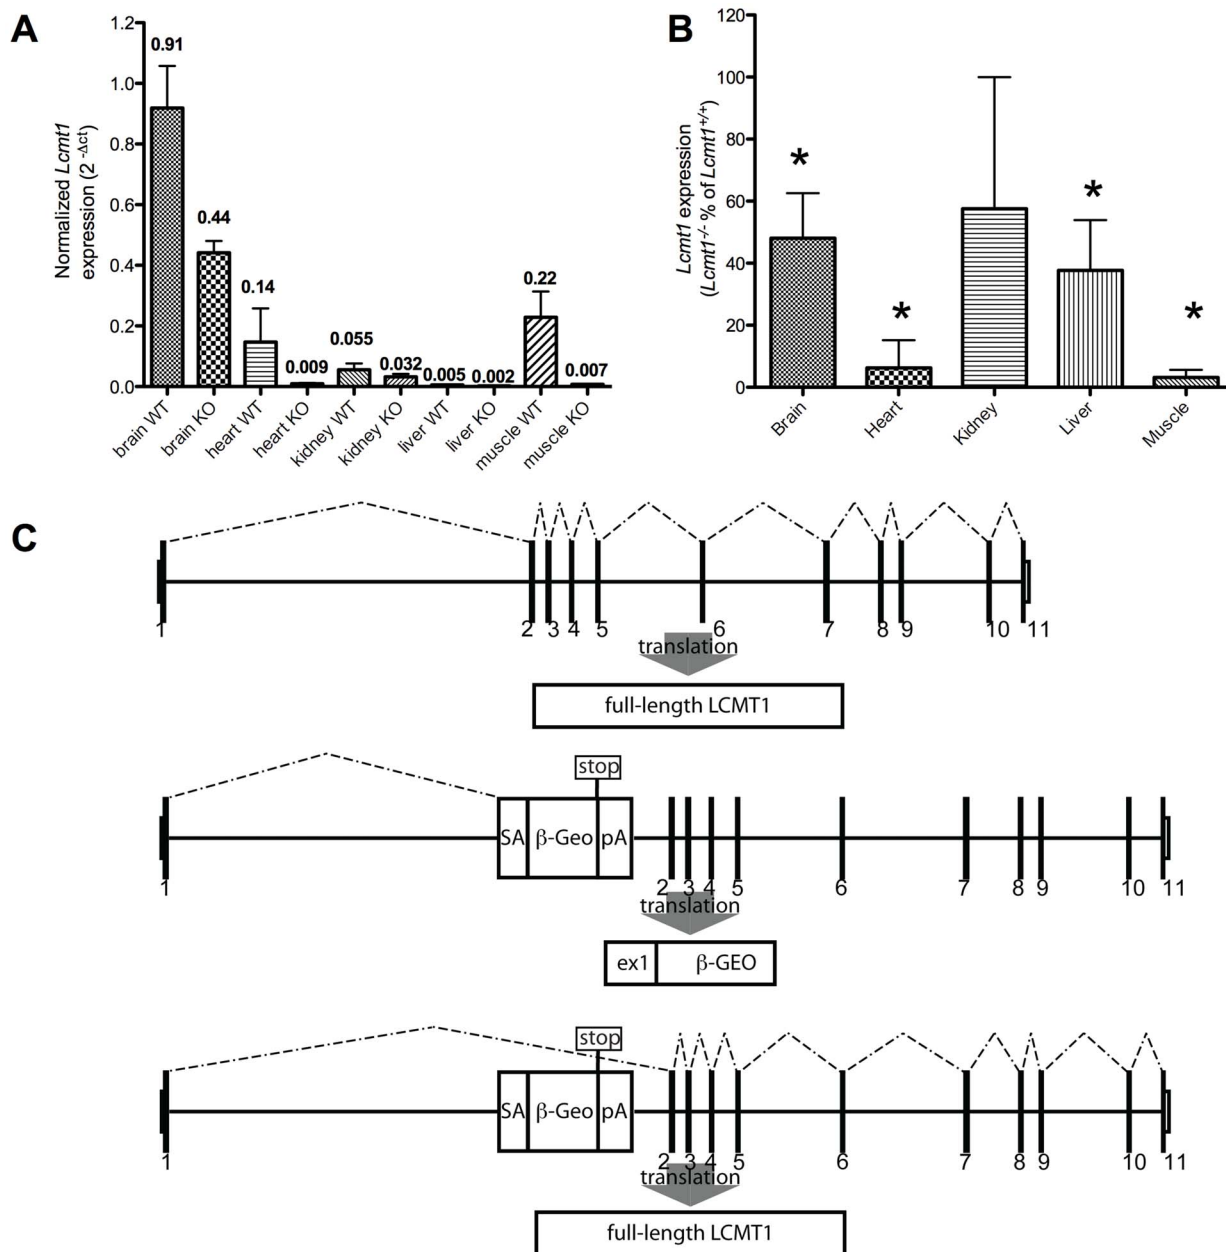 A
Normalized Lcmt1
expression (2 -Δct)
1.2
1.0
0.8
0.6
0.4
0.2
0.0
0.91
0.44
0.14
0.009
0.055
0.032
0.005
0.002
0.22
0.007
brain WT
brain KO
heart WT
heart KO
kidney WT
kidney KO
liver WT
liver KO
muscle WT
muscle KO
B
Lcmt1 expression
(Lcmt1-/- % of Lcmt1+/+)
120
100
80
60
40
20
0
*
*
*
*
Brain
Heart
Kidney
Liver
Muscle
C
1 2 3 4 5 6 7 8 9 10 11
translation
full-length LCMT1
stop
SA β-Geo pA
1 2 3 4 5 6 7 8 9 10 11
translation
ex1 β-GEO
stop
SA β-Geo pA
1 2 3 4 5 6 7 8 9 10 11
translation
full-length LCMT1